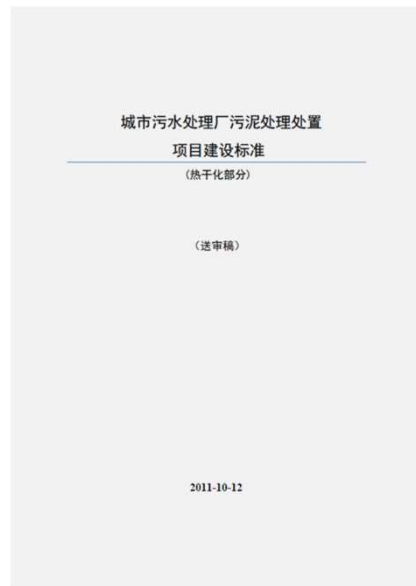 城市污水处理厂污泥处理处置
项目建设标准
(热干化部分)
（送审稿）
2011-10-12